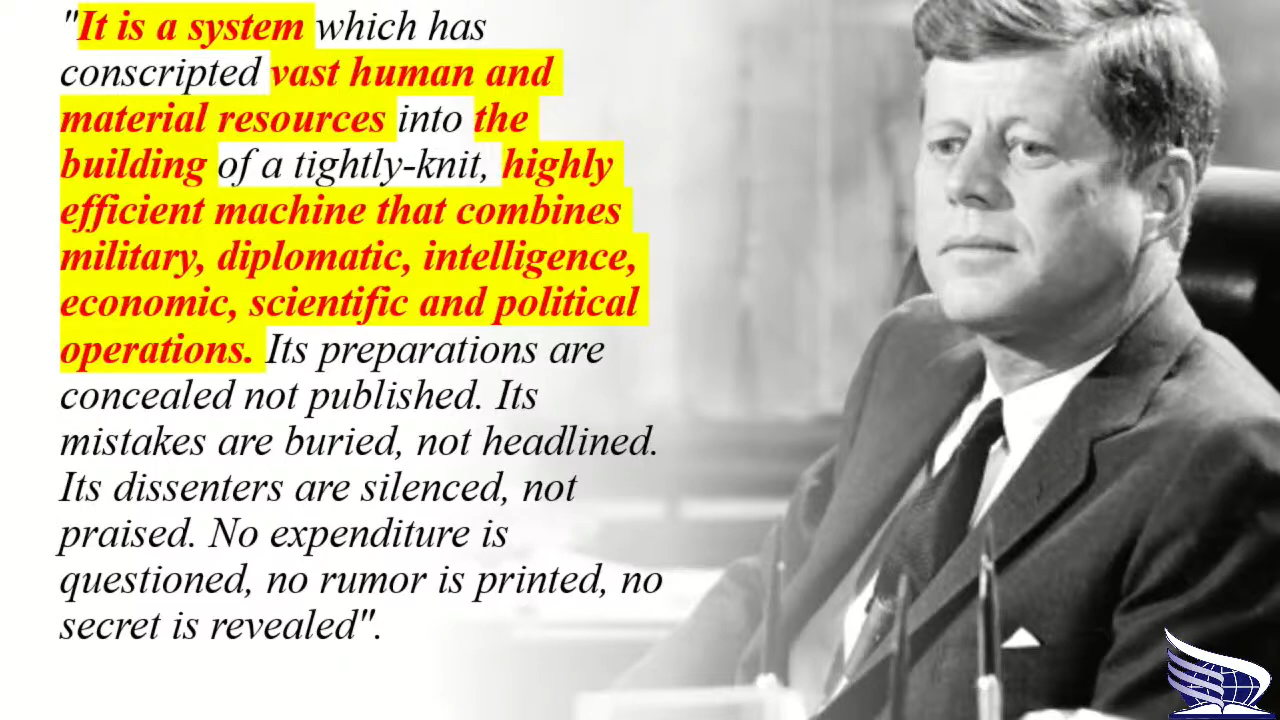 "It is a system which has
conscripted vast human and
material resources into the
building of a tightly-knit, highly
efficient machine that combines
military, diplomatic, intelligence,
economic, scientific and political
operations. Its preparations are
concealed not published. Its
mistakes are buried, not headlined.
Its dissenters are silenced, not
praised. No expenditure is
questioned, no rumor is printed, no
secret is revealed".